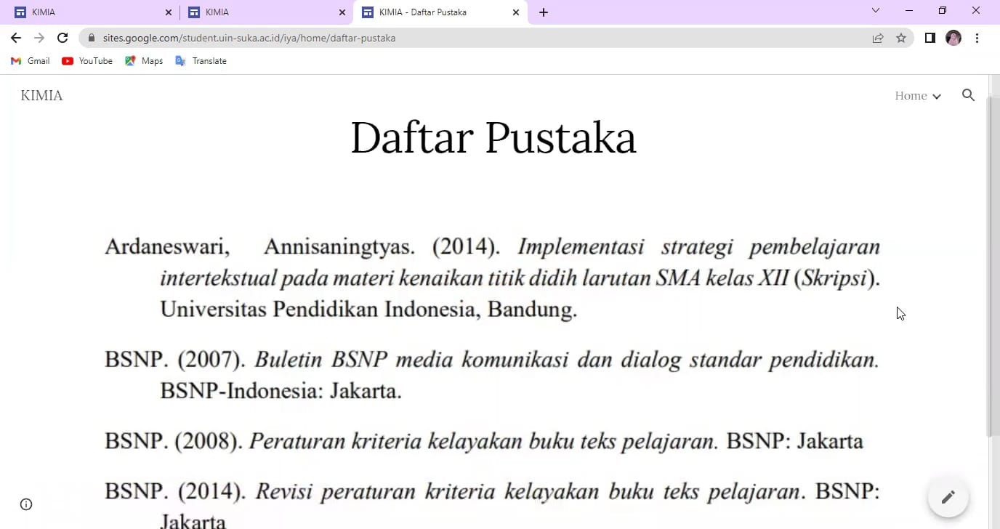 KIMIA
KIMIA
KIMIA - Daftar Pustaka
sites.google.com/student.uin-suka.ac.id/iya/home/daftar-pustaka
Gmail YouTube Maps Translate
KIMIA Home
Daftar Pustaka
Ardaneswari, Annisaningtyas. (2014). Implementasi strategi pembelajaran
intertekstual pada materi kenaikan titik didih larutan SMA kelas XII (Skripsi).
Universitas Pendidikan Indonesia, Bandung.
BSNP. (2007). Buletin BSNP media komunikasi dan dialog standar pendidikan.
BSNP-Indonesia: Jakarta.
BSNP. (2008). Peraturan kriteria kelayakan buku teks pelajaran. BSNP: Jakarta
BSNP. (2014). Revisi peraturan kriteria kelayakan buku teks pelajaran. BSNP:
Jakarta